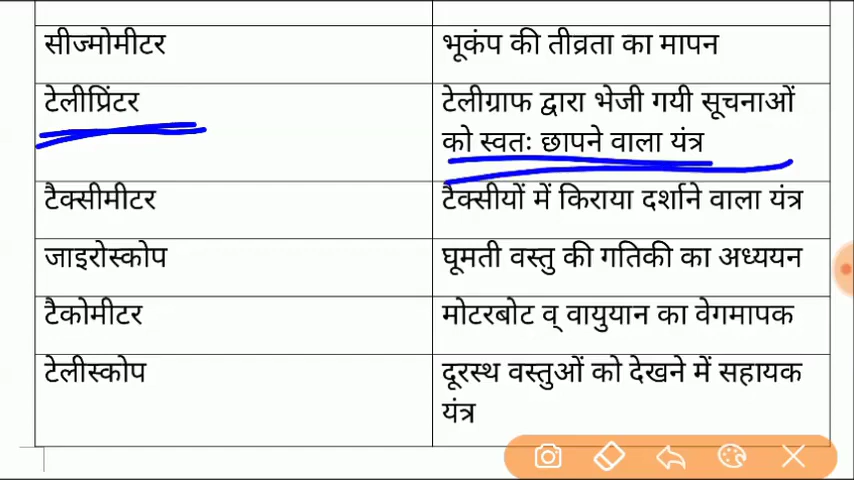 सीज्मोमीटर
भूकंप की तीव्रता का मापन
टेलीप्रिंटर
टेलीग्राफ द्वारा भेजी गयी सूचनाओं
को स्वतः छापने वाला यंत्र
टैक्सीमीटर
टैक्सीयों में किराया दर्शाने वाला यंत्र
जाइरोस्कोप
घूमती वस्तु की गतिकी का अध्ययन
टैकोमीटर
मोटरबोट व् वायुयान का वेगमापक
टेलीस्कोप
दूरस्थ वस्तुओं को देखने में सहायक
यंत्र